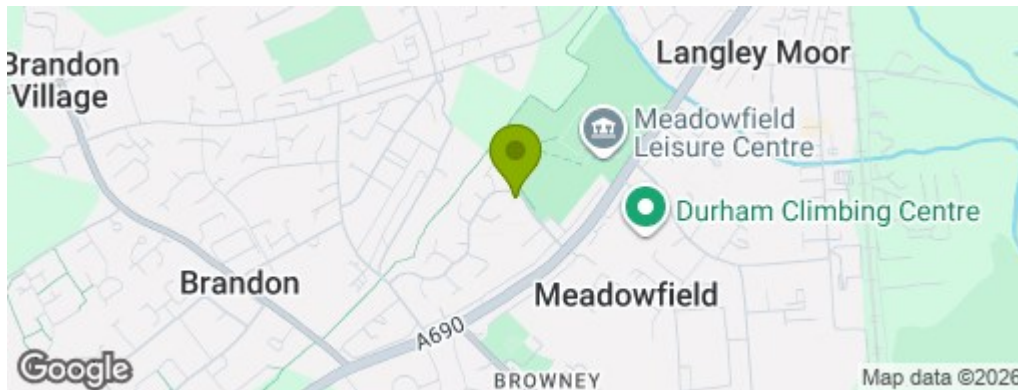 Brandon
Village
Langley Moor
Meadowfield
Leisure Centre
Durham Climbing Centre
Brandon
Meadowfield
A690
BROWNEY
Google
Map data ©2026